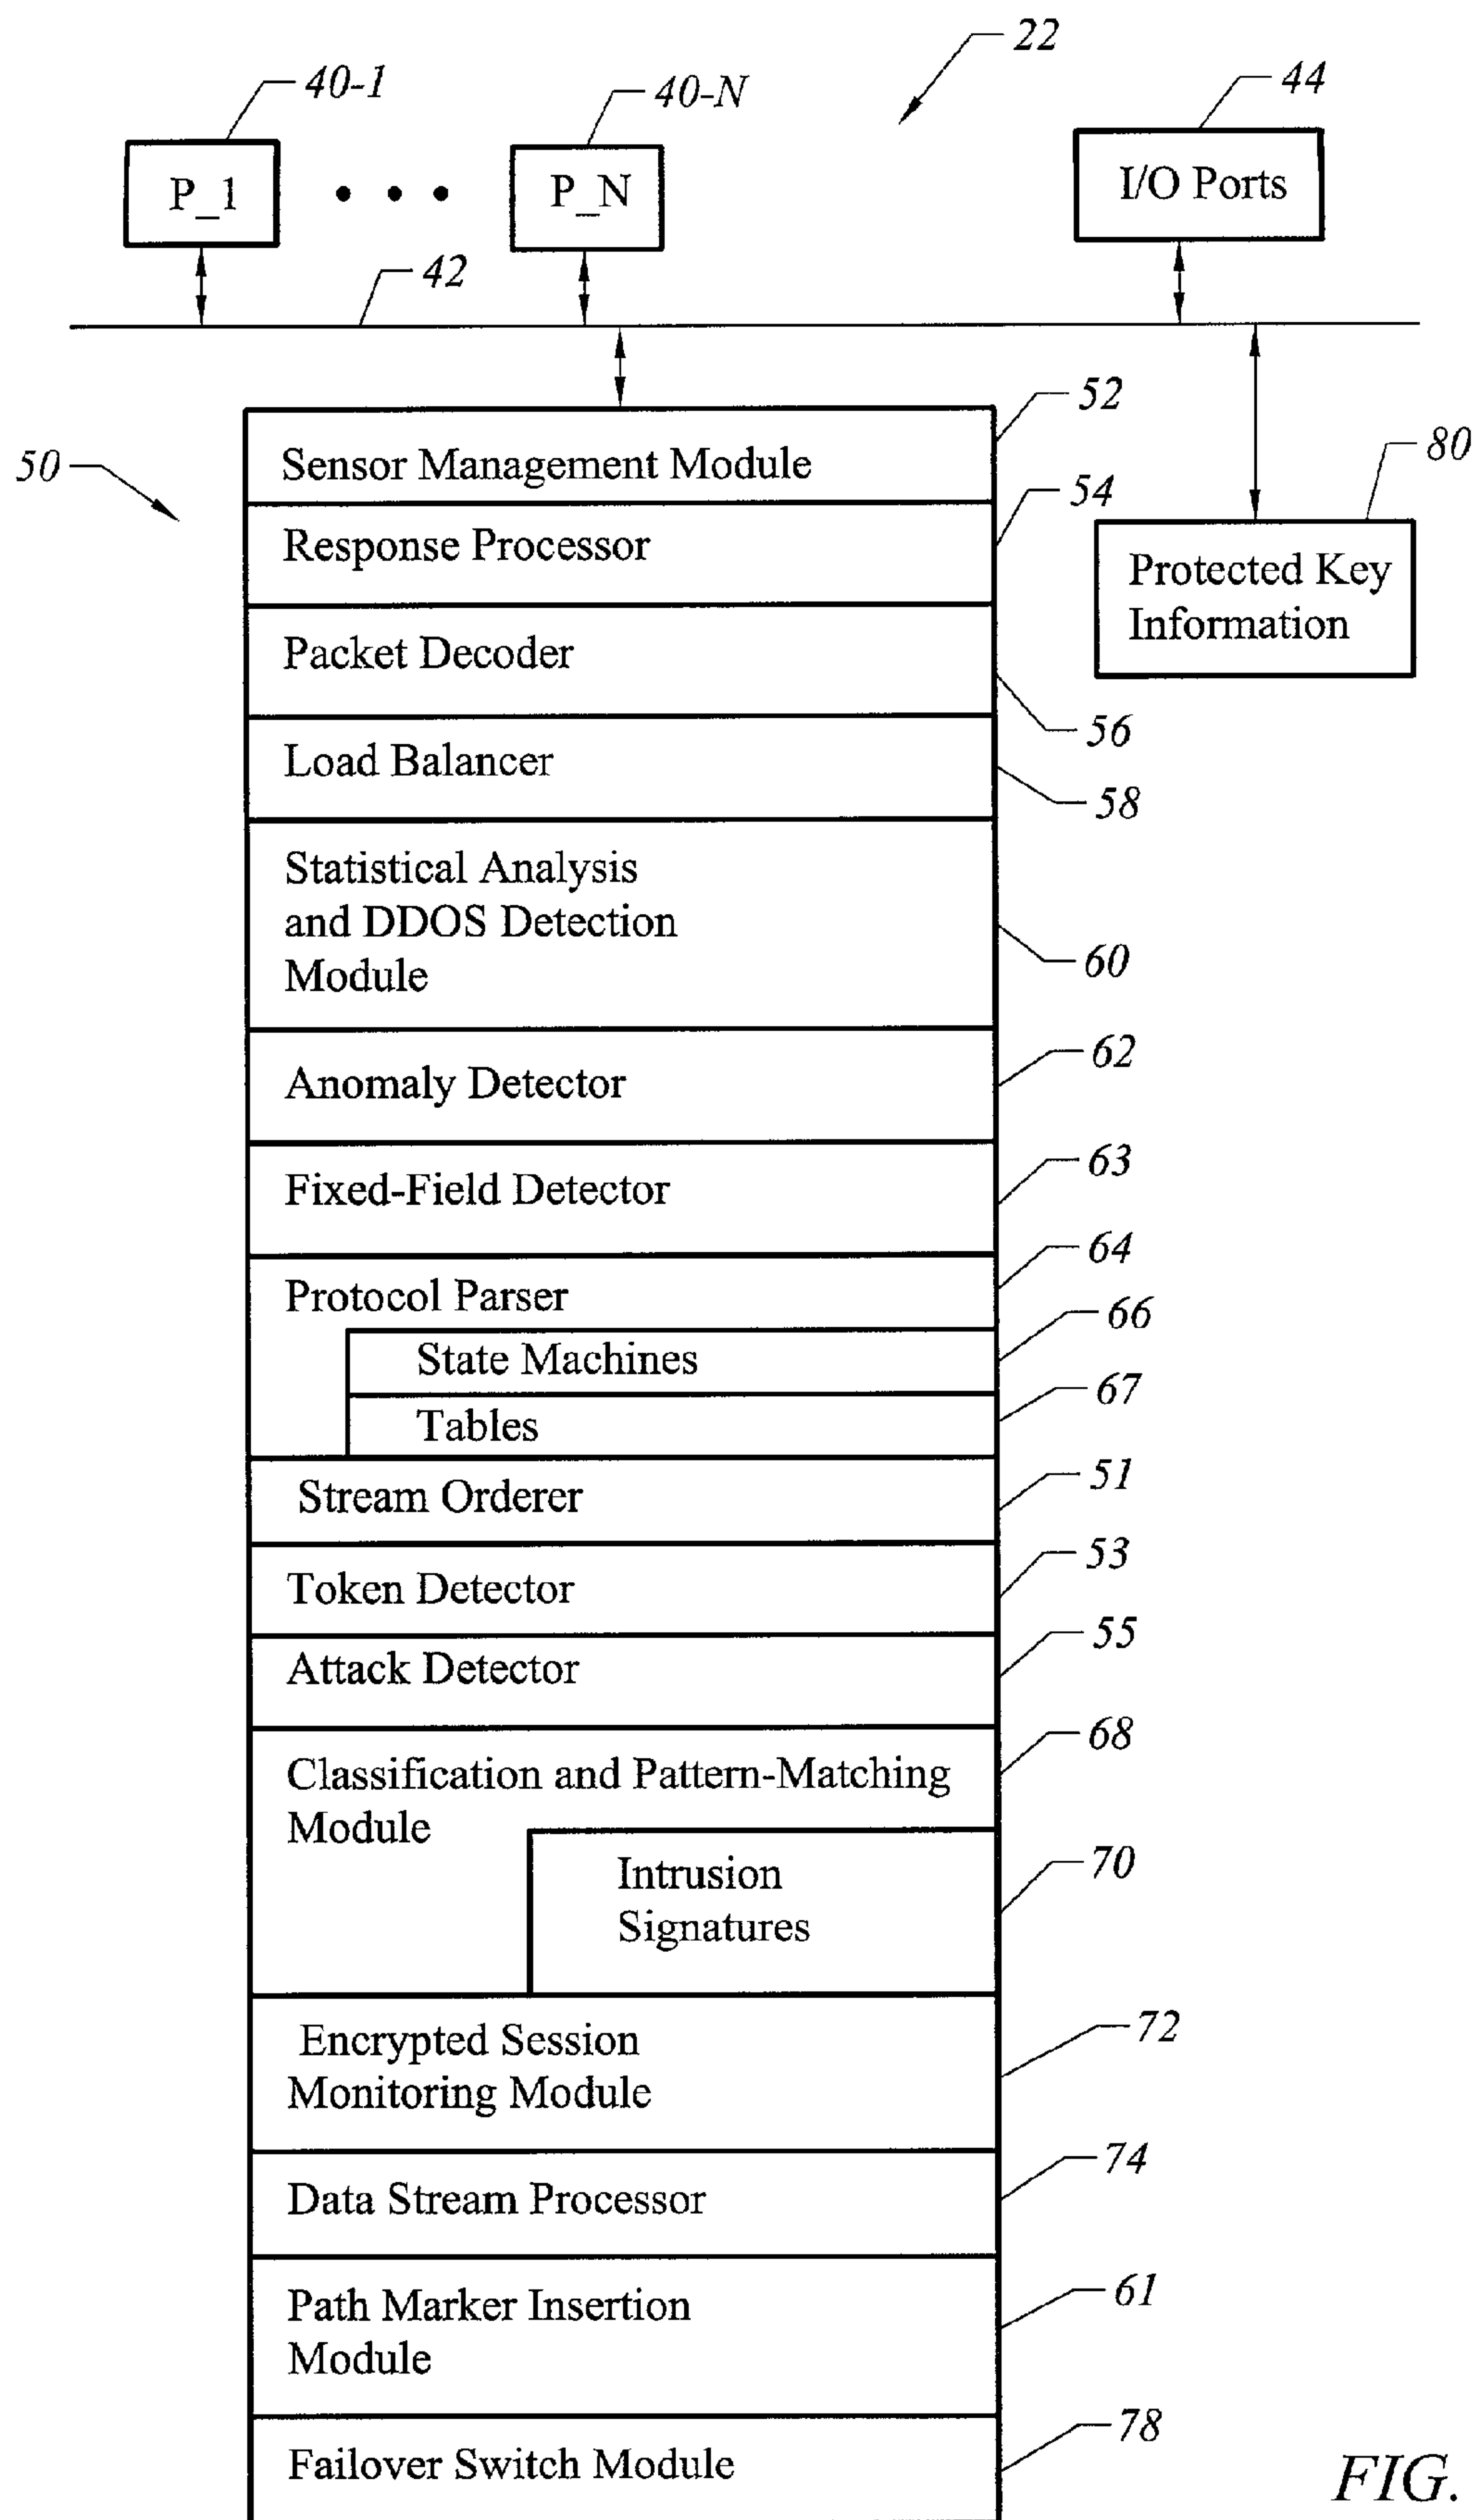 22
40-1
40-N
44
P_1
P_N
I/O Ports
42
52
Sensor Management Module
50
80
54
Response Processor
Protected Key
Information
Packet Decoder
56
Load Balancer
58
Statistical Analysis
and DDOS Detection
Module
60
62
Anomaly Detector
63
Fixed-Field Detector
64
Protocol Parser
66
State Machines
67
Tables
51
Stream Orderer
53
Token Detector
55
Attack Detector
68
Classification and Pattern-Matching
Module
70
Intrusion
Signatures
72
Encrypted Session
Monitoring Module
74
Data Stream Processor
61
Path Marker Insertion
Module
78
Failover Switch Module
FIG.